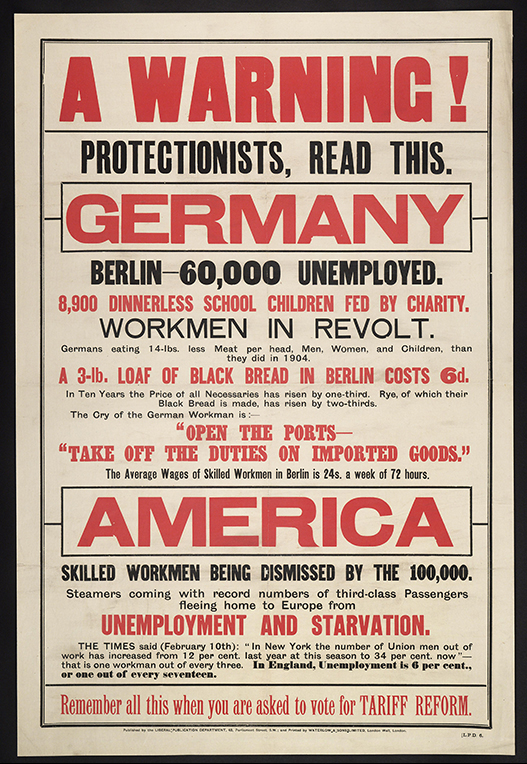 A WARNING!
PROTECTIONISTS, READ THIS.
GERMANY
BERLIN—60,000 UNEMPLOYED.
8,900 DINNERLESS SCHOOL CHILDREN FED BY CHARITY.
WORKMEN IN REVOLT.
Germans eating 14-lbs. less Meat per head, Men, Women, and Children, than
they did in 1904.
A 3-lb. LOAF OF BLACK BREAD IN BERLIN COSTS 6d.
In Ten Years the Price of all Necessaries has risen by one-third. Rye, of which their
Black Bread is made, has risen by two-thirds.
The Cry of the German Workman is :—
"OPEN THE PORTS—
"TAKE OFF THE DUTIES ON IMPORTED GOODS."
The Average Wages of Skilled Workmen in Berlin is 24s. a week of 72 hours.
AMERICA
SKILLED WORKMEN BEING DISMISSED BY THE 100,000.
Steamers coming with record numbers of third-class Passengers
fleeing home to Europe from
UNEMPLOYMENT AND STARVATION.
THE TIMES said (February 10th): "In New York the number of Union men out of
work has increased from 12 per cent. last year at this season to 34 per cent. now"—
that is one workman out of every three. In England, Unemployment is 6 per cent.,
or one out of every seventeen.
Remember all this when you are asked to vote for TARIFF REFORM.
Published by the LIBERAL PUBLICATION DEPARTMENT, 42, Parliament Street, S.W.; and Printed by WATERLOW & SONS LIMITED, London Wall, London.
L.P.D. 6.